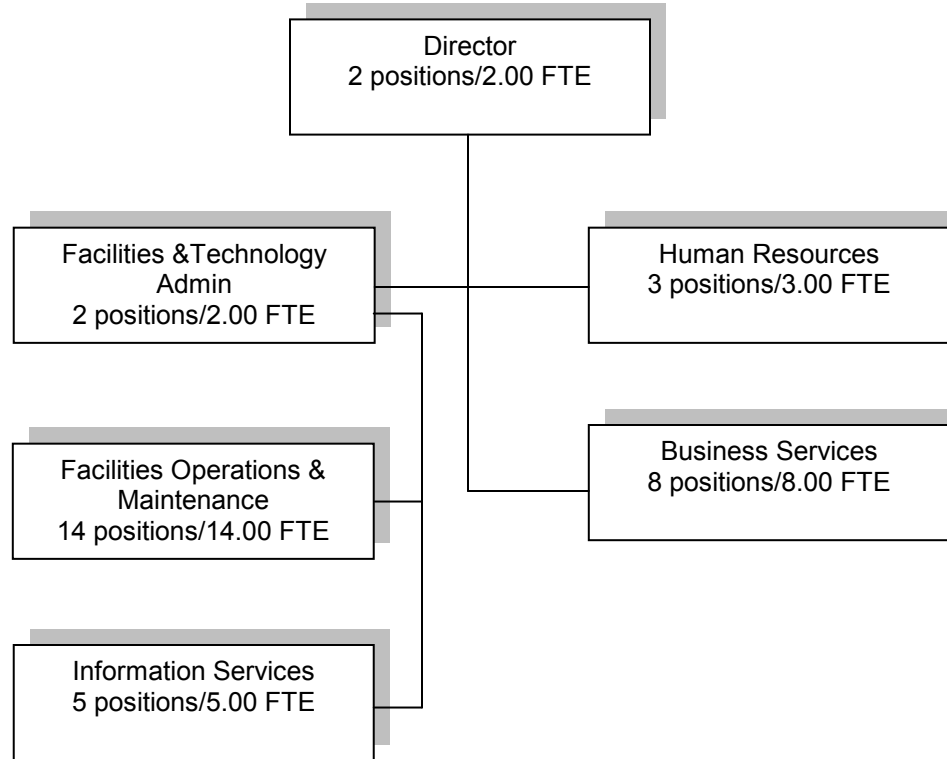 Director
2 positions/2.00 FTE
Facilities &Technology
Admin
2 positions/2.00 FTE
Human Resources
3 positions/3.00 FTE
Facilities Operations &
Maintenance
14 positions/14.00 FTE
Business Services
8 positions/8.00 FTE
Information Services
5 positions/5.00 FTE